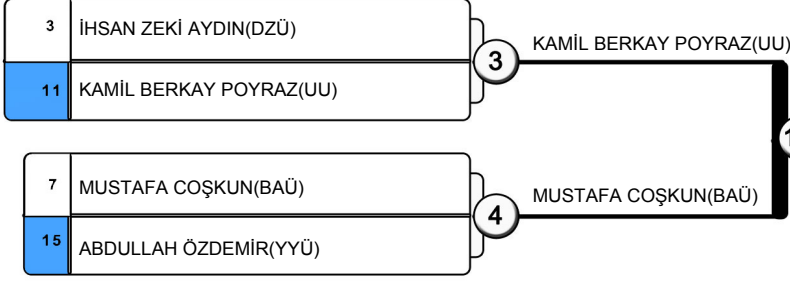 3 İHSAN ZEKİ AYDIN(DZÜ)
11 KAMİL BERKAY POYRAZ(UU)
3
KAMİL BERKAY POYRAZ(UU)
7 MUSTAFA COŞKUN(BAÜ)
15 ABDULLAH ÖZDEMİR(YYÜ)
4
MUSTAFA COŞKUN(BAÜ)